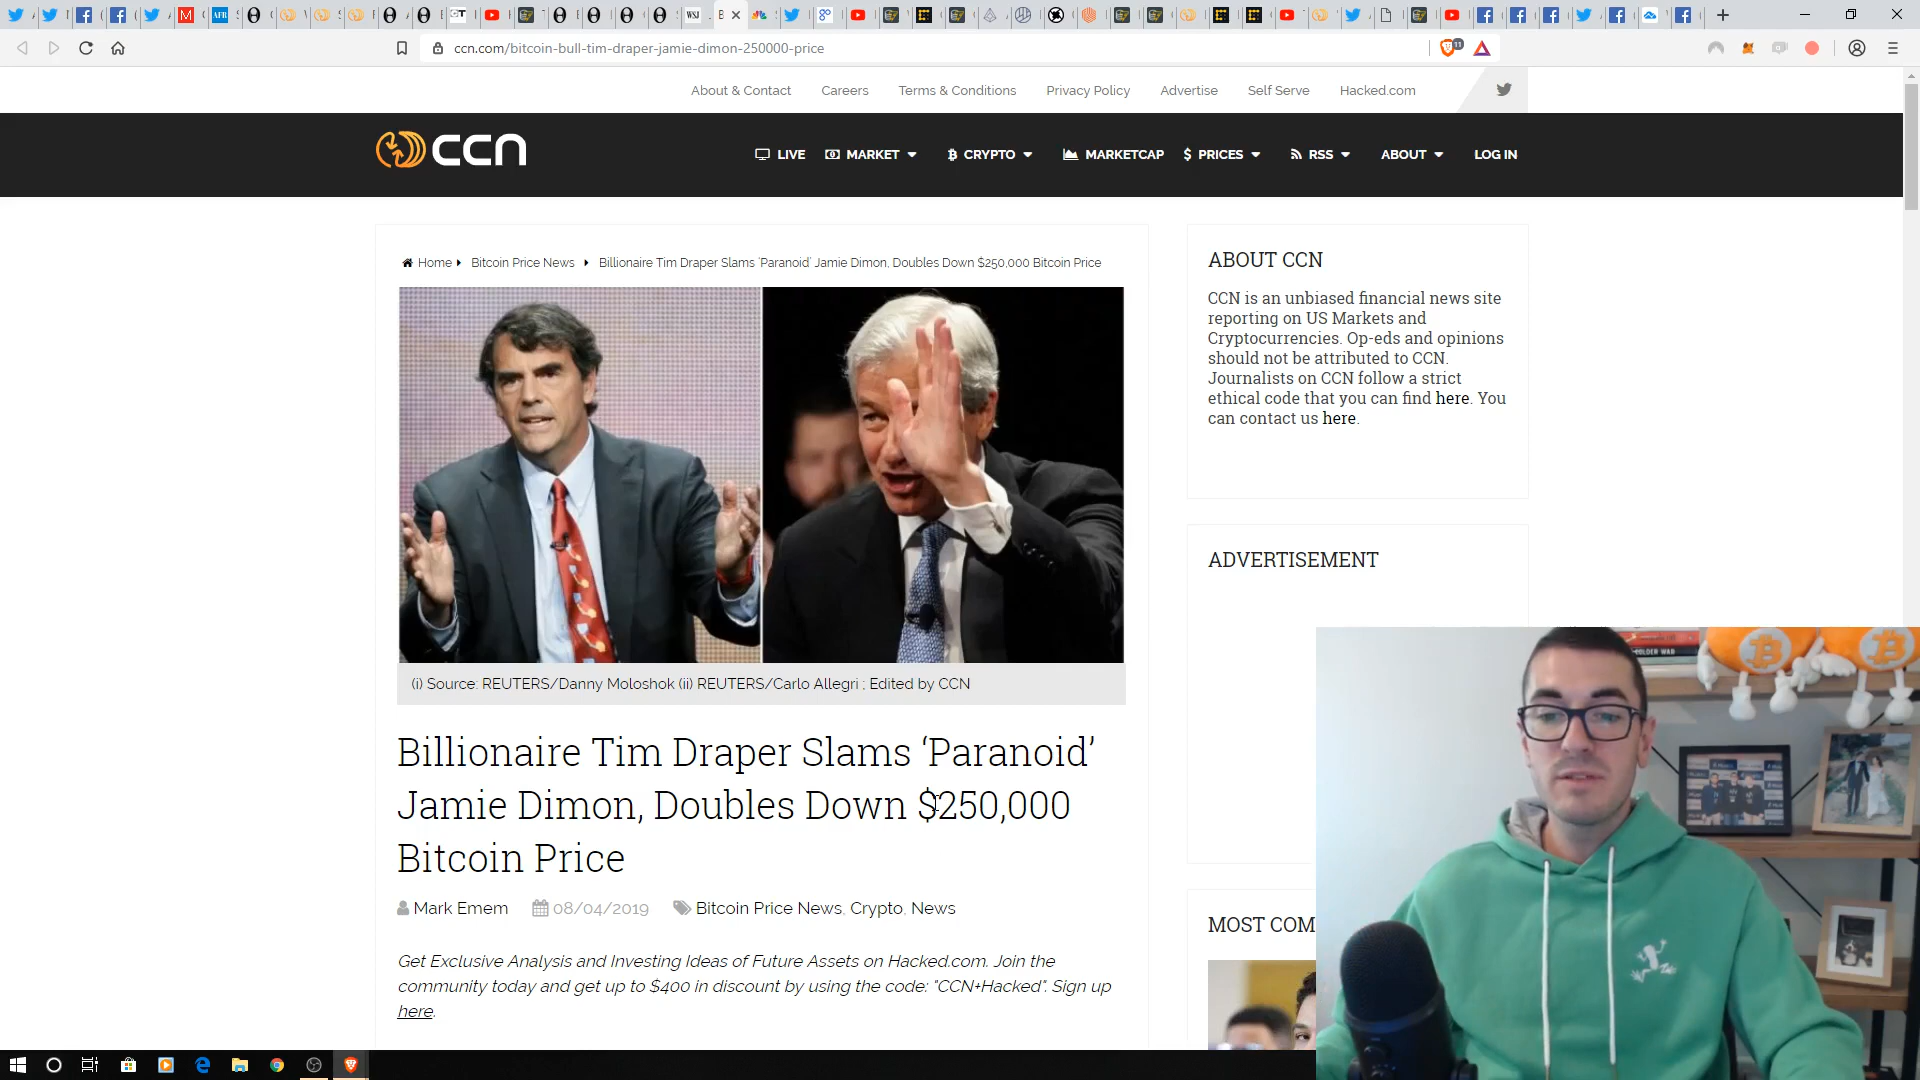 ccn.com/bitcoin-bull-tim-draper-jamie-dimon-250000-price
11
About & Contact Careers Terms & Conditions Privacy Policy Advertise Self Serve Hacked.com
ccn
LIVE MARKET CRYPTO MARKETCAP $ PRICES RSS ABOUT LOG IN
Home Bitcoin Price News Billionaire Tim Draper Slams ‘Paranoid’ Jamie Dimon, Doubles Down $250,000 Bitcoin Price
(i) Source: REUTERS/Danny Moloshok (ii) REUTERS/Carlo Allegri ; Edited by CCN
Billionaire Tim Draper Slams ‘Paranoid’
Jamie Dimon, Doubles Down $250,000
Bitcoin Price
Mark Emem 08/04/2019 Bitcoin Price News, Crypto, News
Get Exclusive Analysis and Investing Ideas of Future Assets on Hacked.com. Join the
community today and get up to $400 in discount by using the code: "CCN+Hacked". Sign up
here.
ABOUT CCN
CCN is an unbiased financial news site
reporting on US Markets and
Cryptocurrencies. Op-eds and opinions
should not be attributed to CCN.
Journalists on CCN follow a strict
ethical code that you can find here. You
can contact us here.
ADVERTISEMENT
MOST COM
COLDER WAR